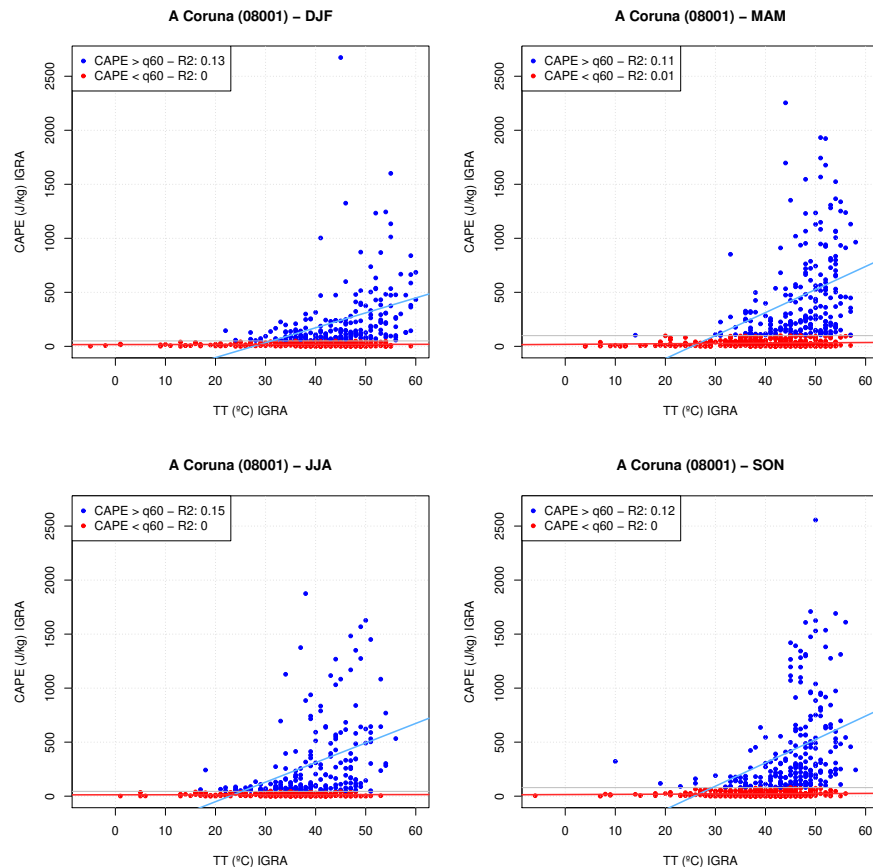 A Coruna (08001) − DJF
CAPE > q60 − R2: 0.13
CAPE < q60 − R2: 0
CAPE (J/kg) IGRA
0 500 1000 1500 2000 2500
0 10 20 30 40 50 60
TT (ºC) IGRA
A Coruna (08001) − MAM
CAPE > q60 − R2: 0.11
CAPE < q60 − R2: 0.01
CAPE (J/kg) IGRA
0 500 1000 1500 2000 2500
0 10 20 30 40 50 60
TT (ºC) IGRA
A Coruna (08001) − JJA
CAPE > q60 − R2: 0.15
CAPE < q60 − R2: 0
CAPE (J/kg) IGRA
0 500 1000 1500 2000 2500
0 10 20 30 40 50 60
TT (ºC) IGRA
A Coruna (08001) − SON
CAPE > q60 − R2: 0.12
CAPE < q60 − R2: 0
CAPE (J/kg) IGRA
0 500 1000 1500 2000 2500
0 10 20 30 40 50 60
TT (ºC) IGRA